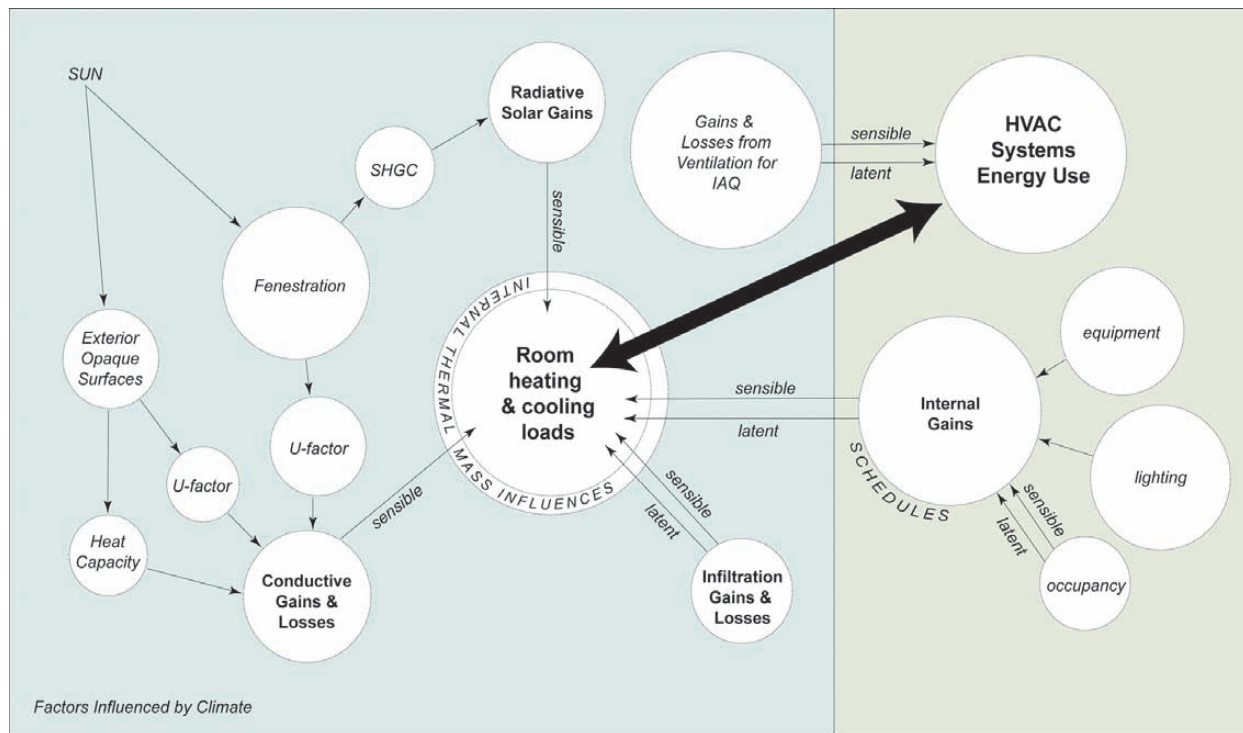 SUN
Radiative
Solar Gains
SHGC
sensible
Fenestration
Exterior
Opaque
Surfaces
U-factor
U-factor
Heat
Capacity
Conductive
Gains &
Losses
sensible
INTERNAL THERMAL MASS INFLUENCES
Room
heating
& cooling
loads
Gains &
Losses from
Ventilation for
IAQ
sensible
latent
HVAC
Systems
Energy Use
sensible
latent
Internal
Gains
SCHEDULES
equipment
lighting
sensible
latent
occupancy
sensible
latent
Infiltration
Gains &
Losses
Factors Influenced by Climate